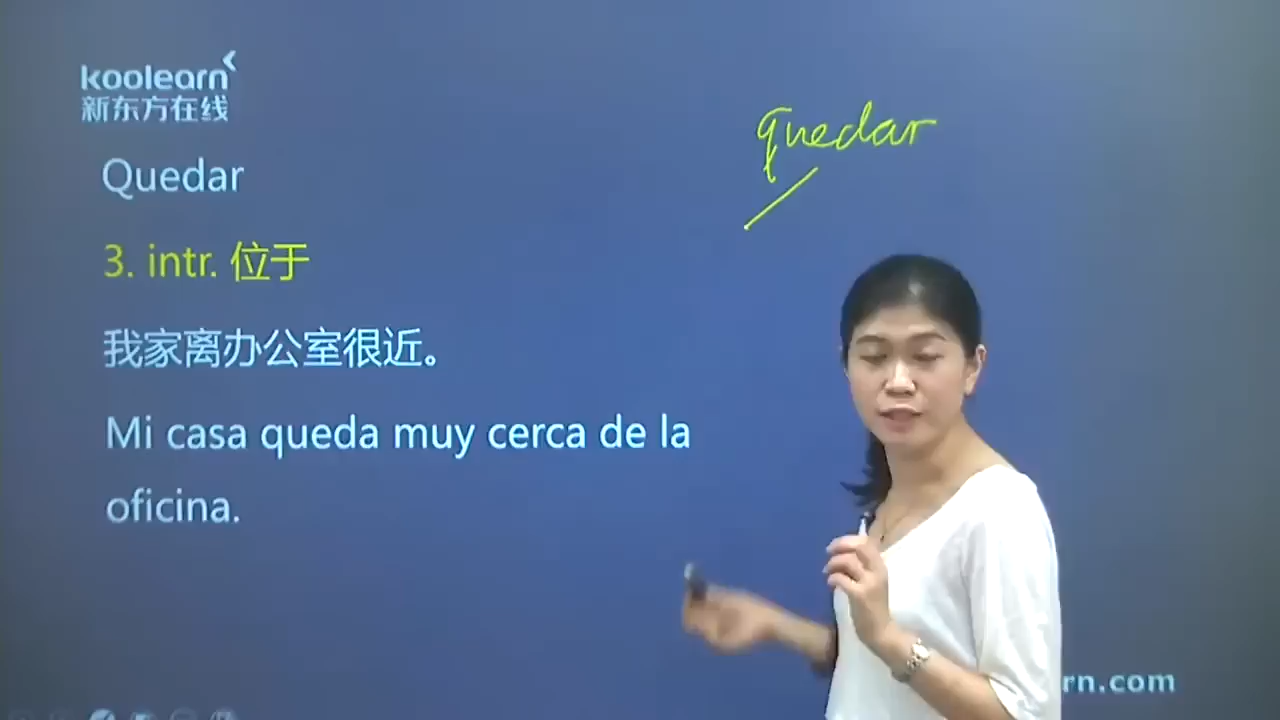 koolearn
新东方在线
quedar
Quedar
3. intr. 位于
我家离办公室很近。
Mi casa queda muy cerca de la
oficina.
rn.com